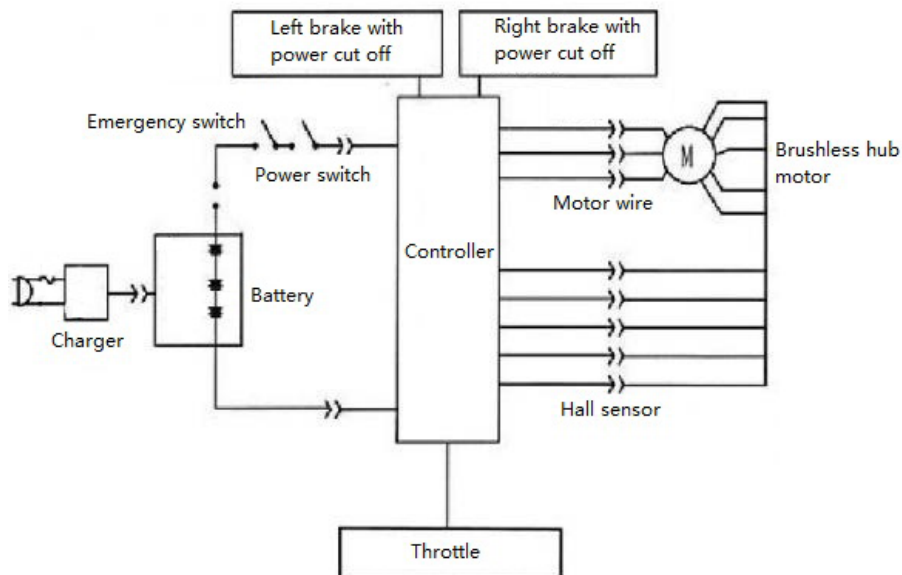 Left brake with
power cut off
Right brake with
power cut off
Emergency switch
Power switch
M
Brushless hub
motor
Motor wire
Controller
Battery
Charger
Hall sensor
Throttle